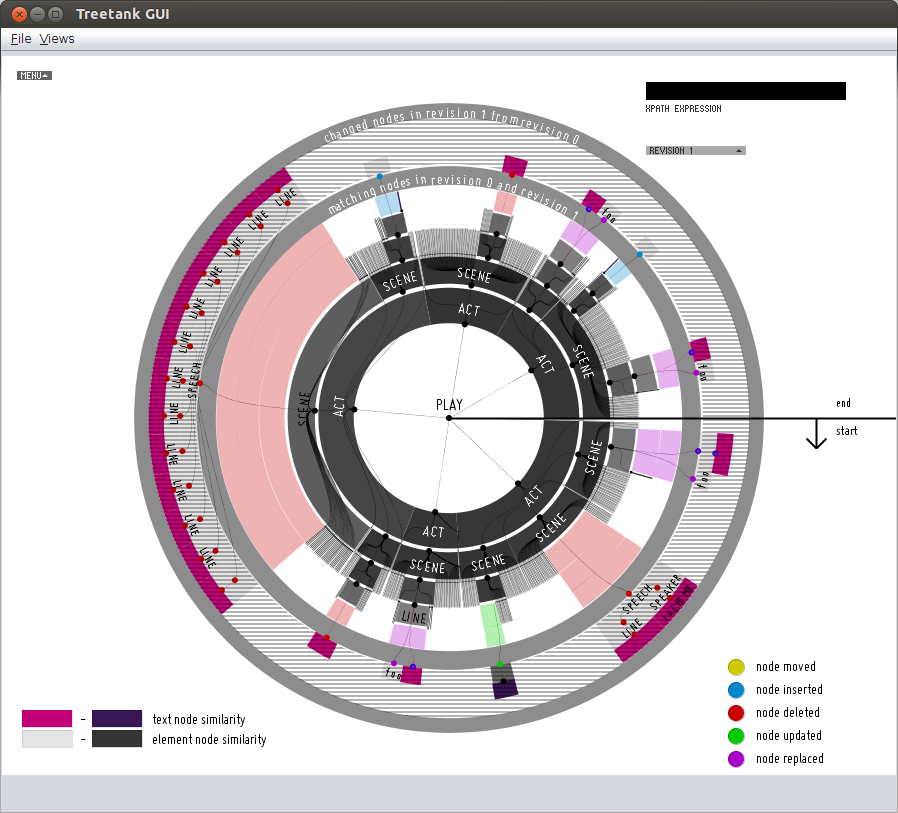 Treetank GUI
File Views
MENU
XPATH EXPRESSION
REVISION 1
changed nodes in revision 1 from revision 0
matching nodes in revision 0 and revision 1
PLAY
ACT
ACT
ACT
ACT
ACT
SCENE
SCENE
SCENE
SCENE
SCENE
SCENE
SCENE
SCENE
LINE
LINE
LINE
LINE
LINE
LINE
LINE
LINE
LINE
LINE
LINE
LINE
SPEECH
foo
foo
foo
foo
LINE
SPEECH
SPEAKER
LINE
end
start
node moved
node inserted
node deleted
node updated
node replaced
– text node similarity
– element node similarity